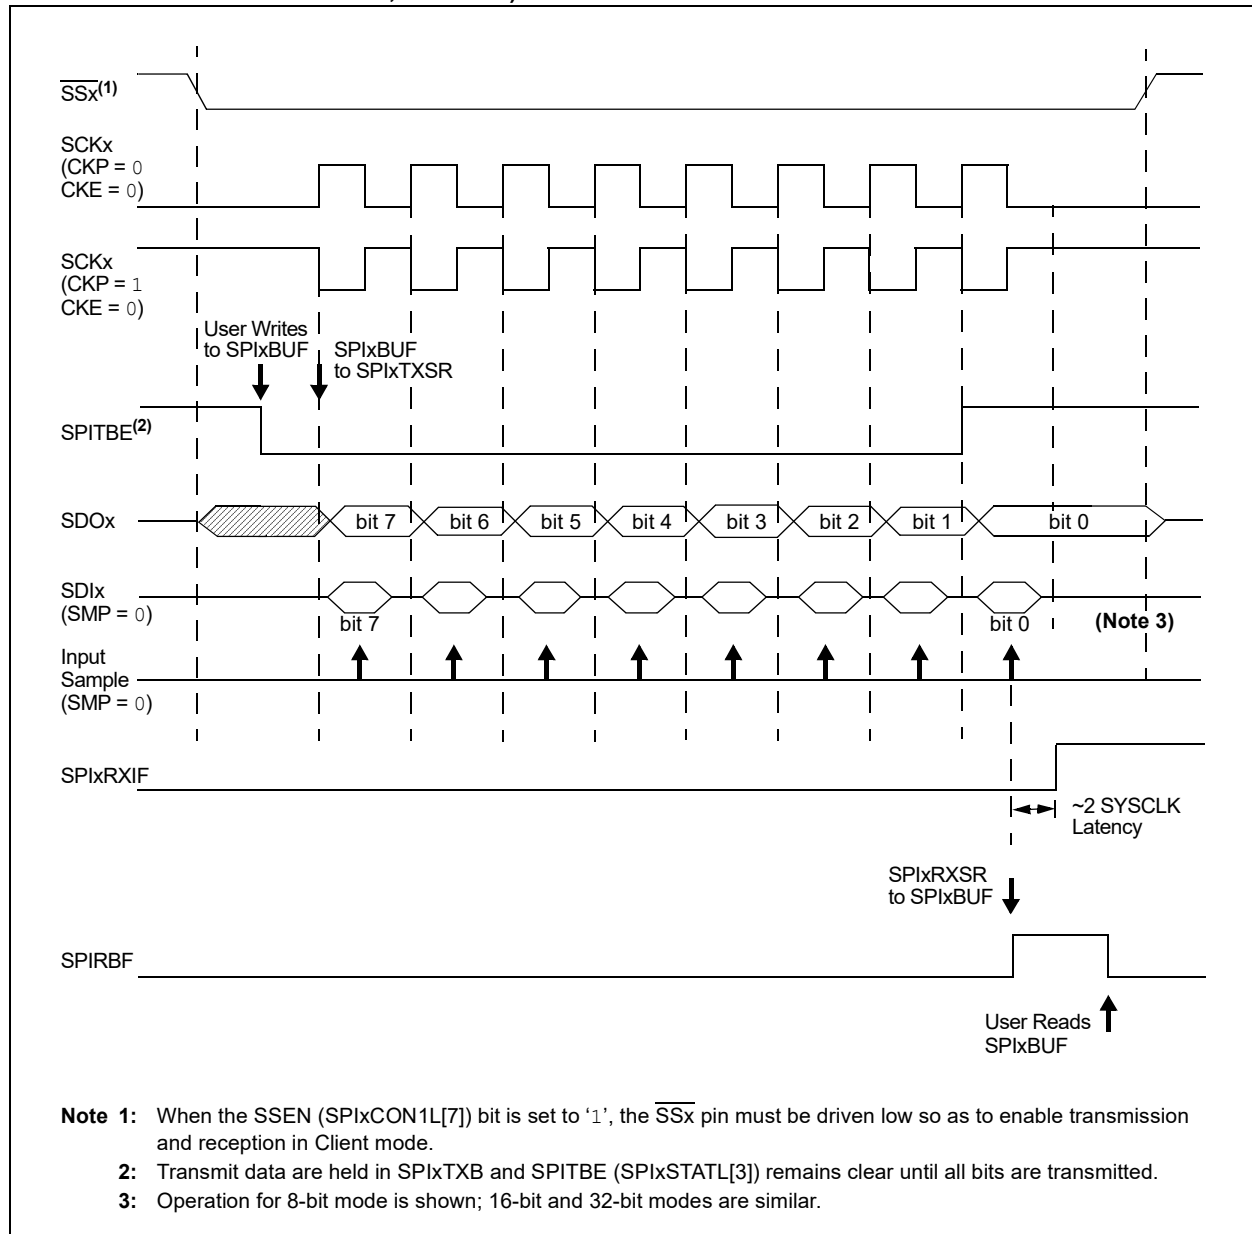 SSx(1)
SCKx
(CKP = 0
CKE = 0)
SCKx
(CKP = 1
CKE = 0)
User Writes
to SPIxBUF
SPIxBUF
to SPIxTXSR
SPITBE(2)
SDOx
bit 7 bit 6 bit 5 bit 4 bit 3 bit 2 bit 1 bit 0
SDIx
(SMP = 0)
bit 7 bit 0 (Note 3)
Input
Sample
(SMP = 0)
SPIxRXIF
~2 SYSCLK
Latency
SPIxRXSR
to SPIxBUF
SPIRBF
User Reads
SPIxBUF
Note 1: When the SSEN (SPIxCON1L[7]) bit is set to ‘1’, the SSx pin must be driven low so as to enable transmission
and reception in Client mode.
2: Transmit data are held in SPIxTXB and SPITBE (SPIxSTATL[3]) remains clear until all bits are transmitted.
3: Operation for 8-bit mode is shown; 16-bit and 32-bit modes are similar.